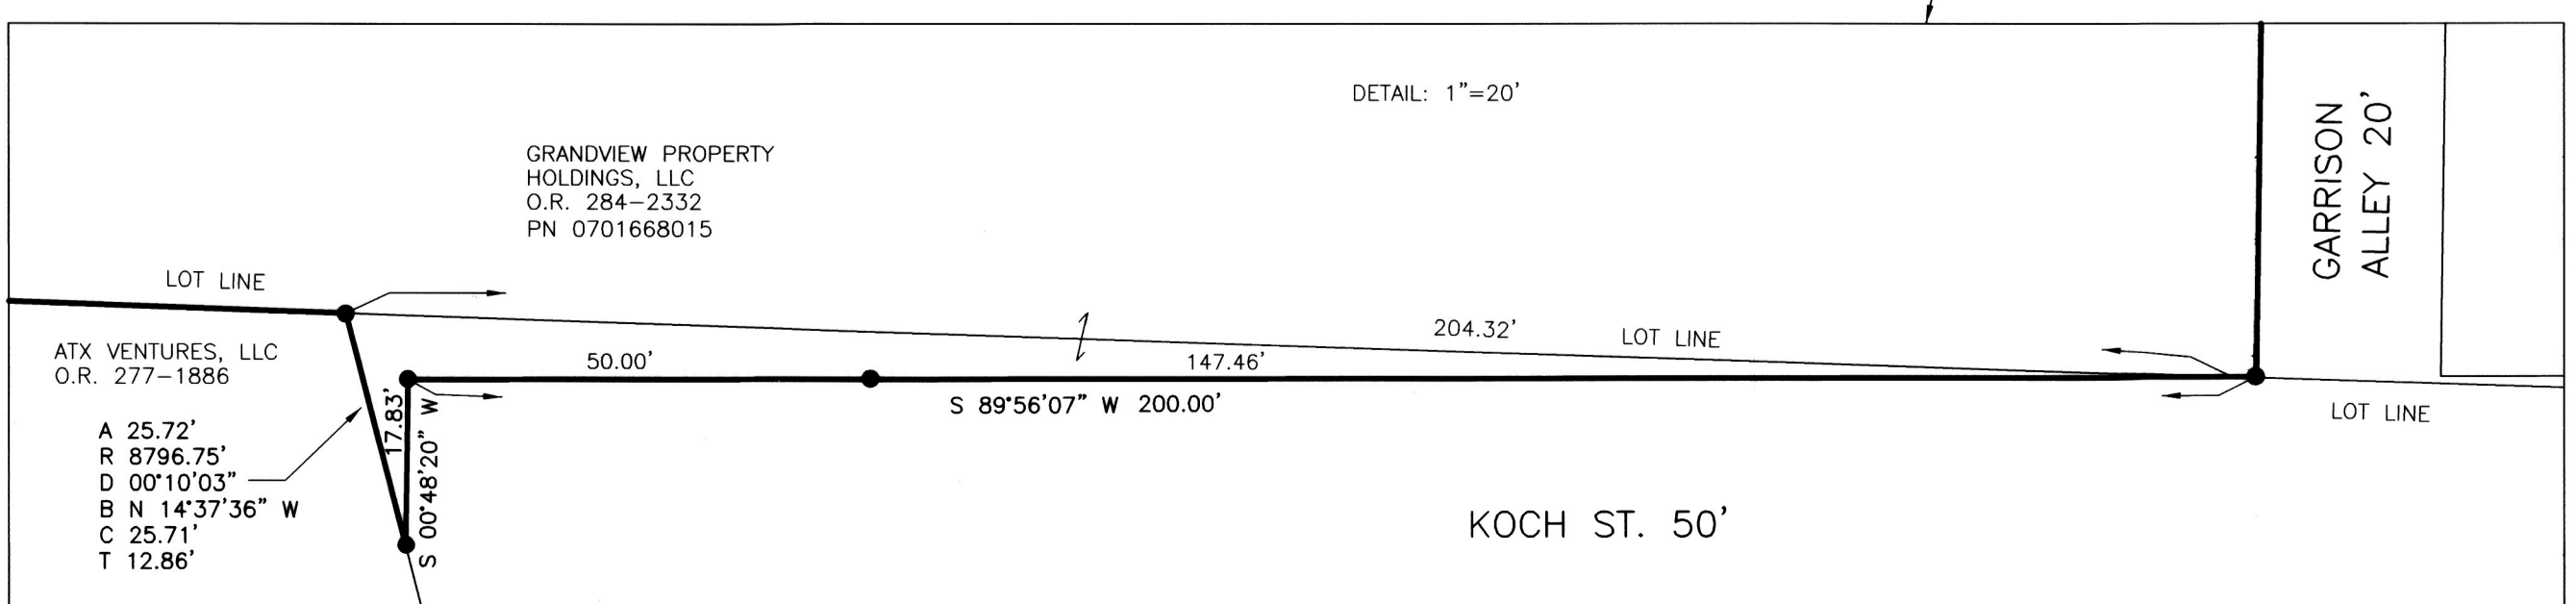 DETAIL: 1"=20'
GARRISON
ALLEY 20'
GRANDVIEW PROPERTY
HOLDINGS, LLC
O.R. 284-2332
PN 0701668015
LOT LINE
204.32'
LOT LINE
ATX VENTURES, LLC
O.R. 277-1886
50.00'
147.46'
S 89°56'07" W 200.00'
LOT LINE
17.83'
S 00°48'20" W
A 25.72'
R 8796.75'
D 00°10'03"
B N 14°37'36" W
C 25.71'
T 12.86'
KOCH ST. 50'